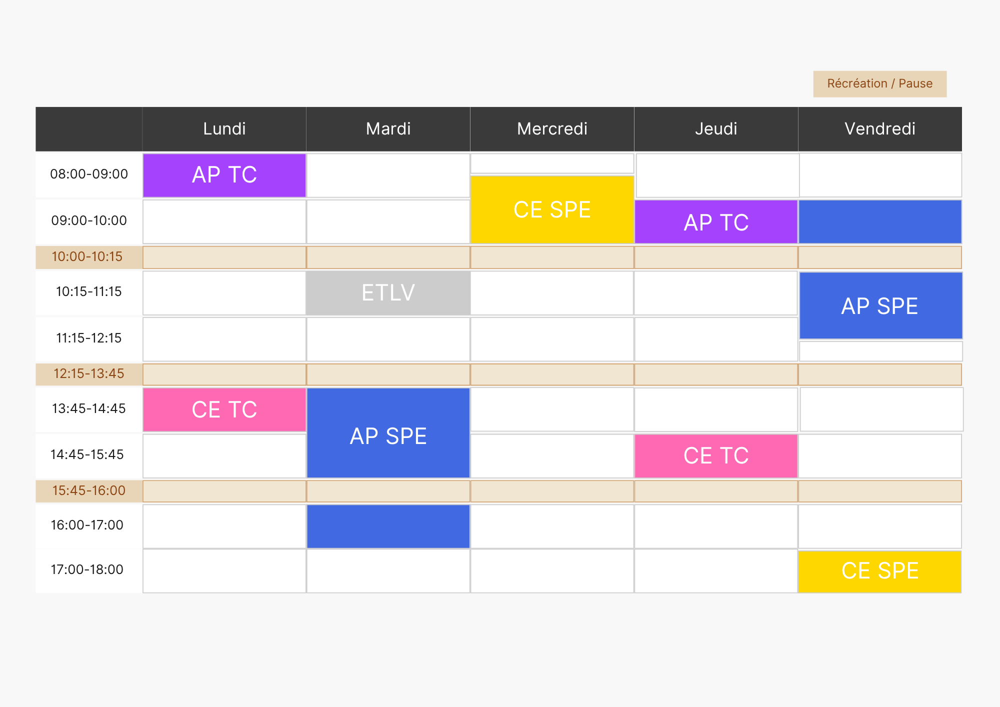 Récréation / Pause
Lundi Mardi Mercredi Jeudi Vendredi
08:00-09:00 AP TC
CE SPE
09:00-10:00 AP TC
10:00-10:15
10:15-11:15 ETLV
AP SPE
11:15-12:15
12:15-13:45
13:45-14:45 CE TC
AP SPE
14:45-15:45 CE TC
15:45-16:00
16:00-17:00
17:00-18:00 CE SPE